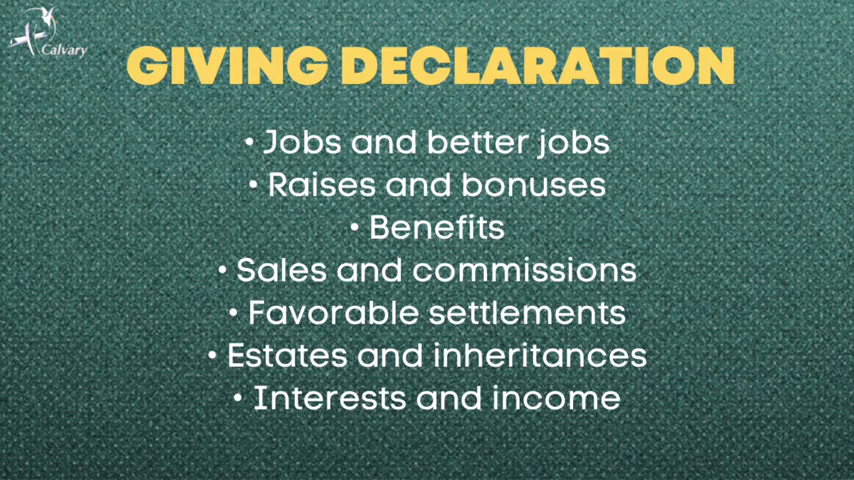 Calvary
GIVING DECLARATION
• Jobs and better jobs
• Raises and bonuses
• Benefits
• Sales and commissions
• Favorable settlements
• Estates and inheritances
• Interests and income